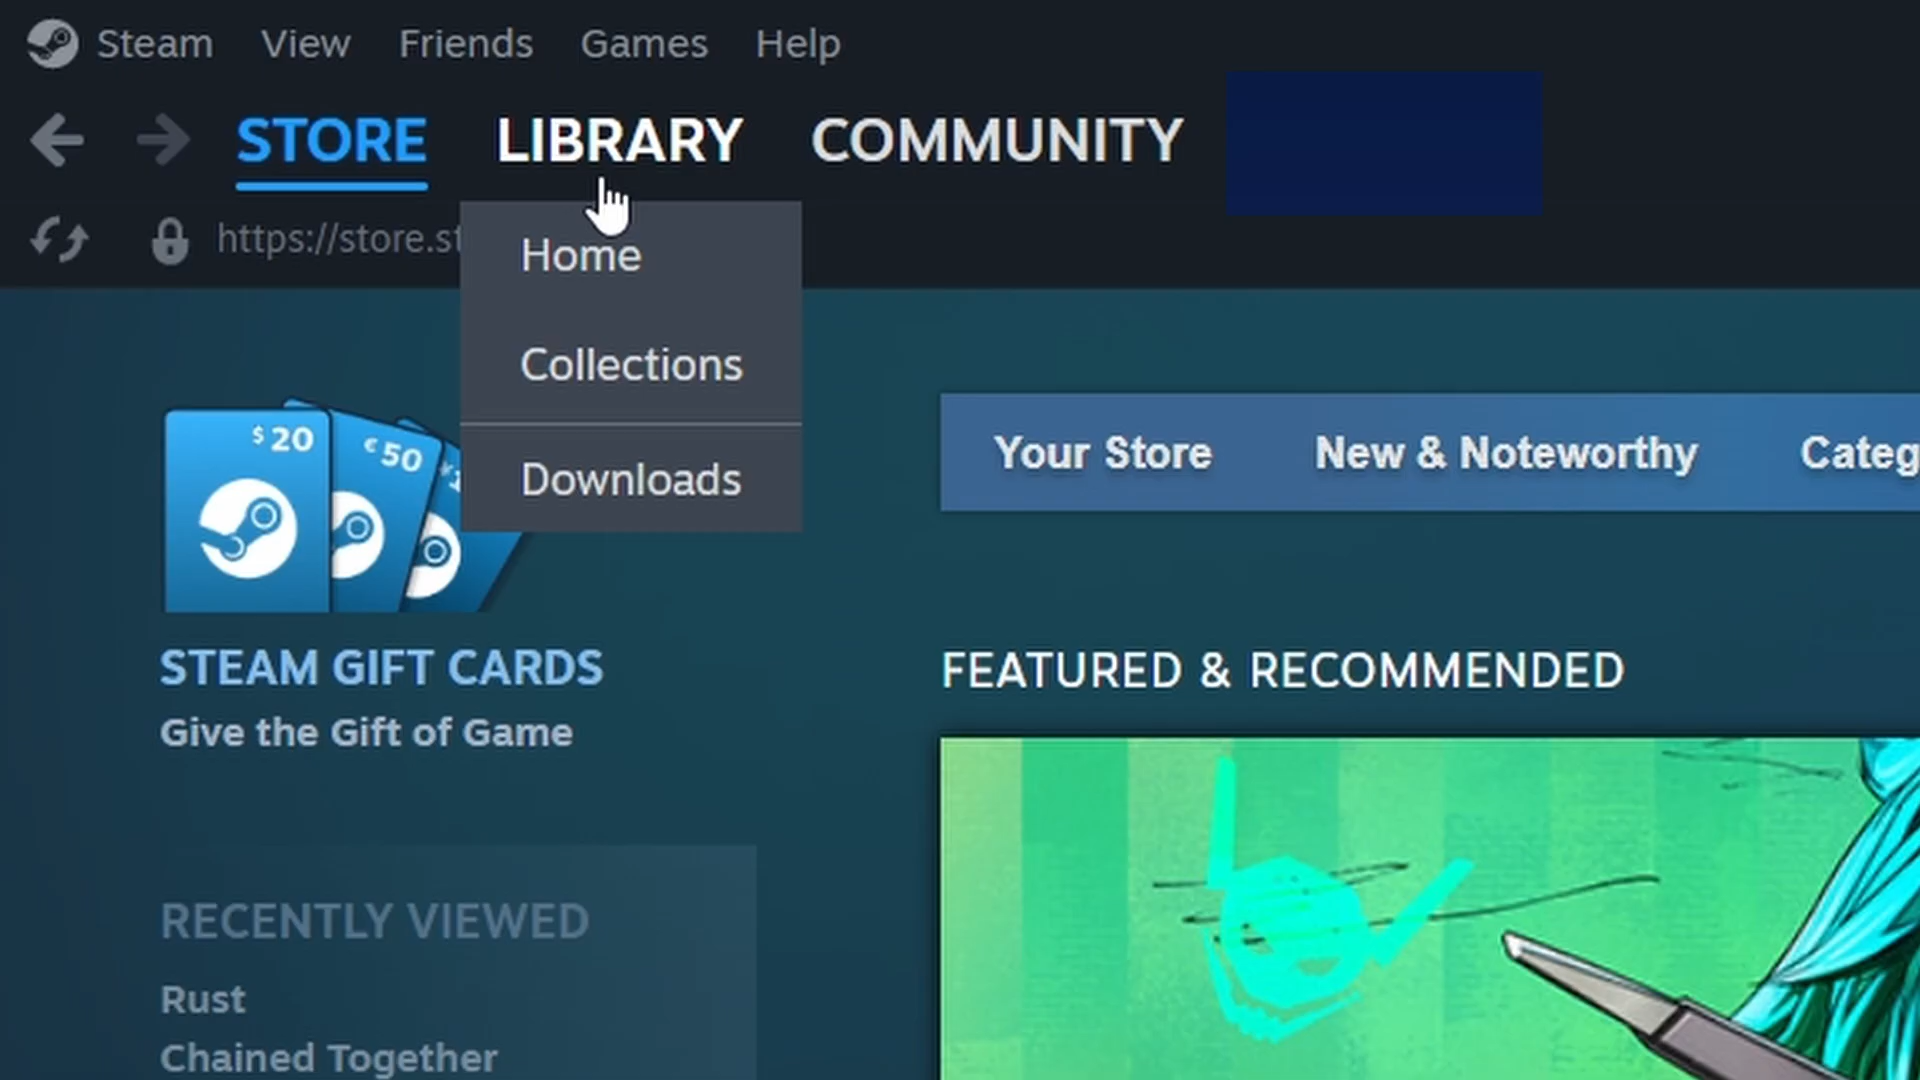 Steam View Friends Games Help
STORE LIBRARY COMMUNITY
https://store.st
Home
Collections
Downloads
$20
€50
¥1
Your Store New & Noteworthy Categ
STEAM GIFT CARDS
Give the Gift of Game
FEATURED & RECOMMENDED
RECENTLY VIEWED
Rust
Chained Together